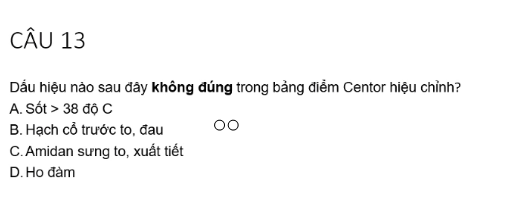 CÂU 13
Dấu hiệu nào sau đây không đúng trong bảng điểm Centor hiệu chỉnh?
A. Sốt > 38 độ C
B. Hạch cổ trước to, đau
C. Amidan sưng to, xuất tiết
D. Ho đàm